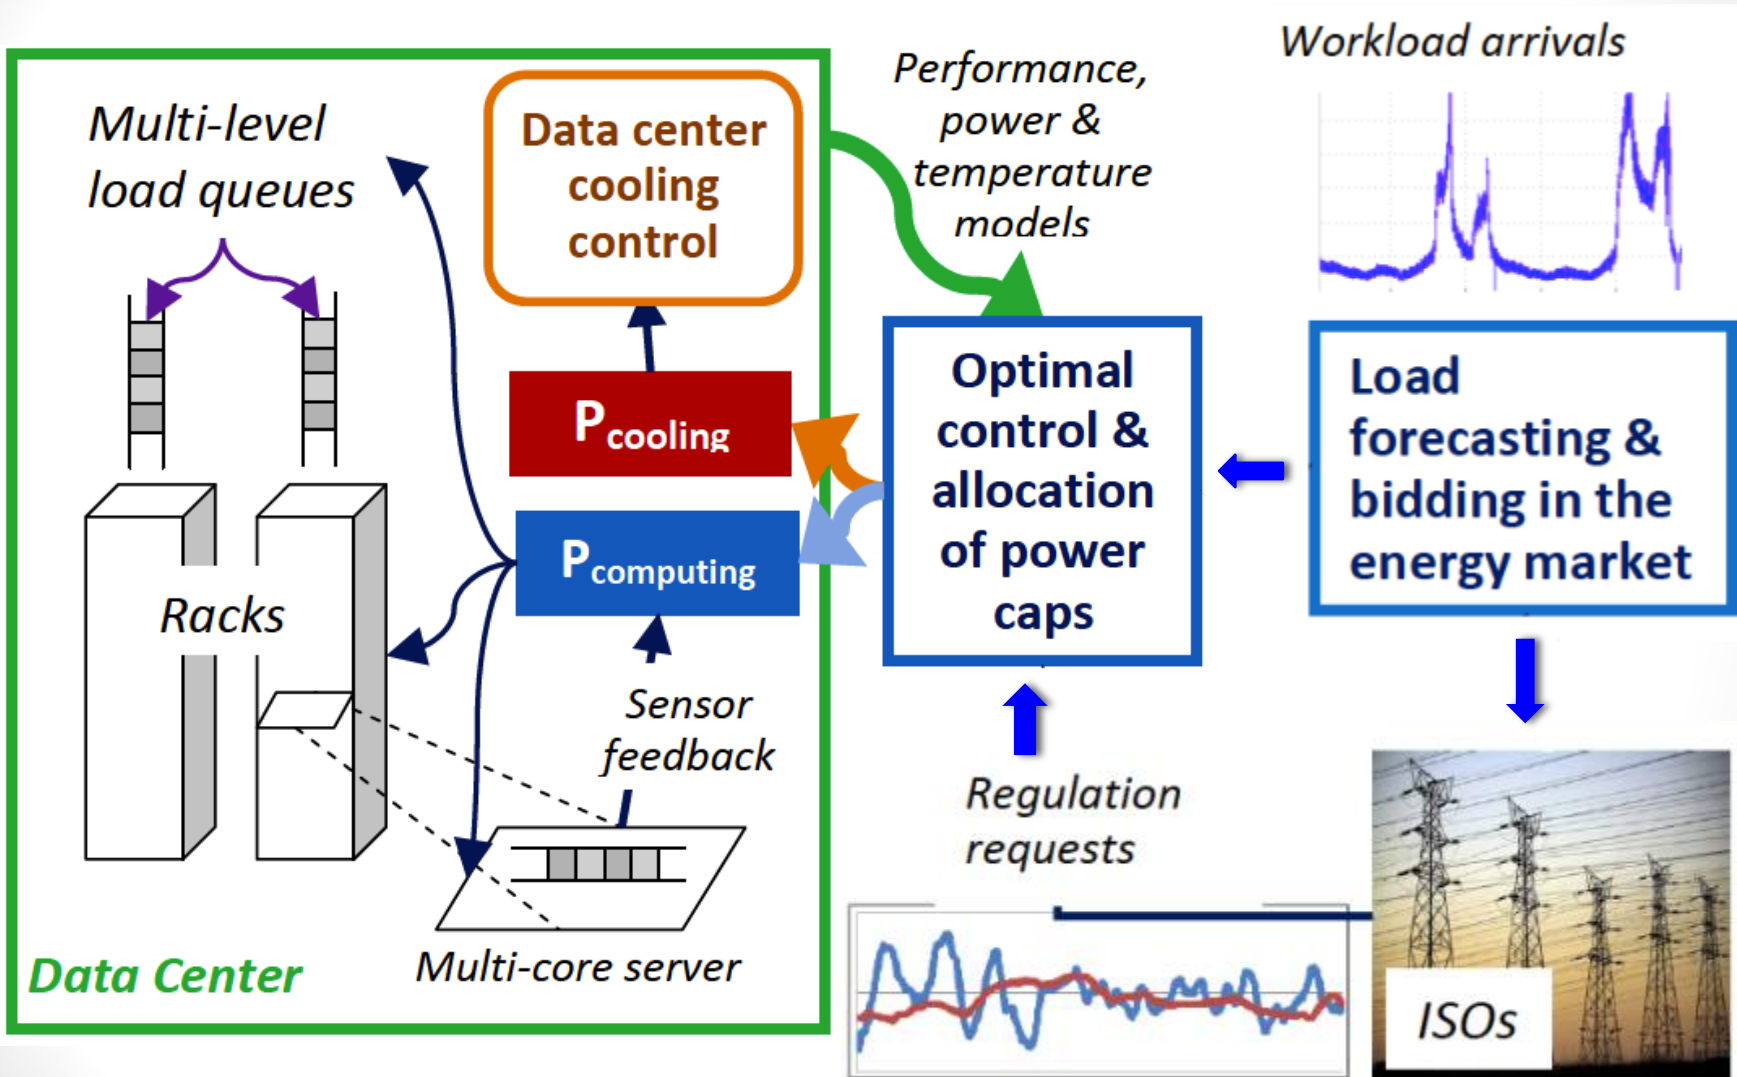 Multi-level
load queues
Data center
cooling
control
Performance,
power &
temperature
models
Workload arrivals
Pcooling
Pcomputing
Optimal
control &
allocation
of power
caps
Load
forecasting &
bidding in the
energy market
Racks
Sensor
feedback
Regulation
requests
Multi-core server
Data Center
ISOs